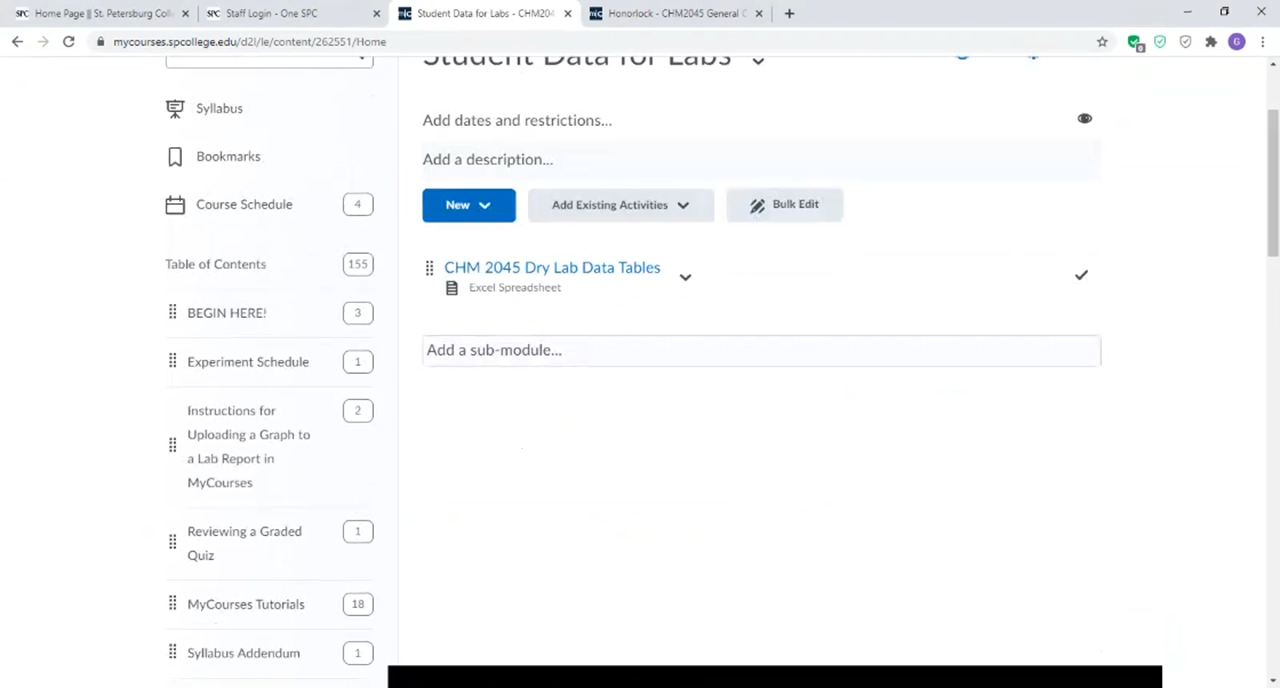 Home Page || St. Petersburg Coll
Staff Login - One SPC
Student Data for Labs - CHM204
Honorlock - CHM2045 General C
mycourses.spcollege.edu/d2l/le/content/262551/Home
G
Student Data for Labs
Syllabus
Bookmarks
Course Schedule 4
Table of Contents 155
BEGIN HERE! 3
Experiment Schedule 1
Instructions for 2
Uploading a Graph to
a Lab Report in
MyCourses
Reviewing a Graded 1
Quiz
MyCourses Tutorials 18
Syllabus Addendum 1
Add dates and restrictions...
Add a description...
New
Add Existing Activities
Bulk Edit
CHM 2045 Dry Lab Data Tables
Excel Spreadsheet
Add a sub-module...